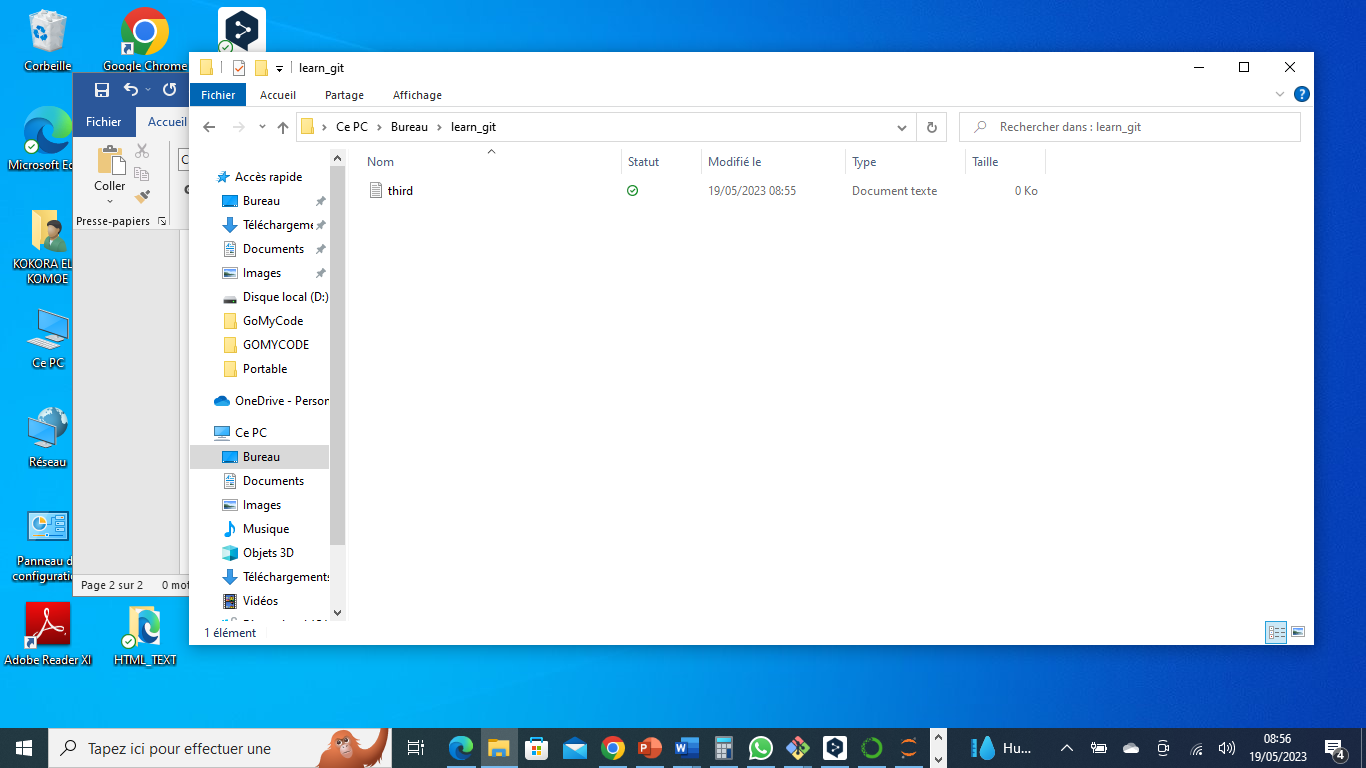 Corbeille
Google Chrome
learn_git
Fichier
Accueil
Partage
Affichage
Ce PC
Bureau
learn_git
Rechercher dans : learn_git
Fichier
Accueil
Microsoft Ed
Coller
Presse-papiers
Nom
Statut
Modifié le
Type
Taille
third
19/05/2023 08:55
Document texte
0 Ko
Accès rapide
Bureau
Téléchargeme
Documents
Images
Disque local (D:)
GoMyCode
GOMYCODE
Portable
OneDrive - Person
Ce PC
Bureau
Documents
Images
Musique
Objets 3D
Téléchargements
Vidéos
1 élément
KOKORA EL
KOMOE
Ce PC
Réseau
Panneau d
configuratio
Page 2 sur 2
0 mot
Adobe Reader XI
HTML_TEXT
Tapez ici pour effectuer une
Hu...
08:56
19/05/2023
4